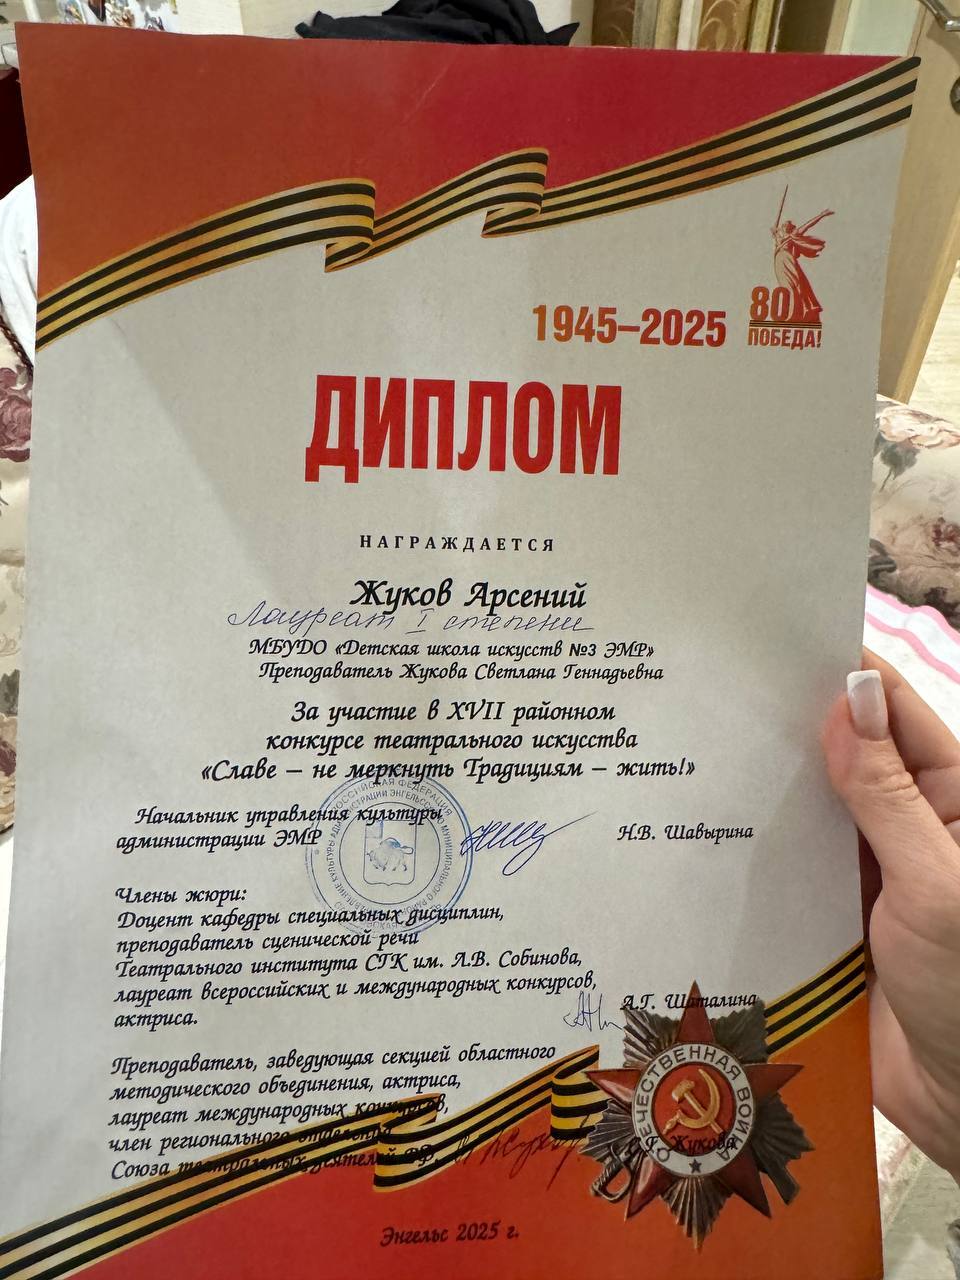 1945–2025
80
ПОБЕДА!
ДИПЛОМ
НАГРАЖДАЕТСЯ
Жуков Арсений
Лауреат I степени
МБУДО «Детская школа искусств №3 ЭМР»
Преподаватель Жукова Светлана Геннадьевна
За участие в XVII районном
конкурсе театрального искусства
«Славе – не меркнуть Традициям – жить!»
Начальник управления культуры
администрации ЭМР
Н.В. Шавырина
РОССИЙСКАЯ ФЕДЕРАЦИЯ
Члены жюри:
Доцент кафедры специальных дисциплин,
преподаватель сценической речи
Театрального института СГК им. Л.В. Собинова,
лауреат всероссийских и международных конкурсов,
актриса.
А.Г. Шаталина
Преподаватель, заведующая секцией областного
методического объединения, актриса,
лауреат международных конкурсов,
член регионального отделения
Союза театральных деятелей РФ.
Жукова
ОТЕЧЕСТВЕННАЯ ВОЙНА
Энгельс 2025 г.